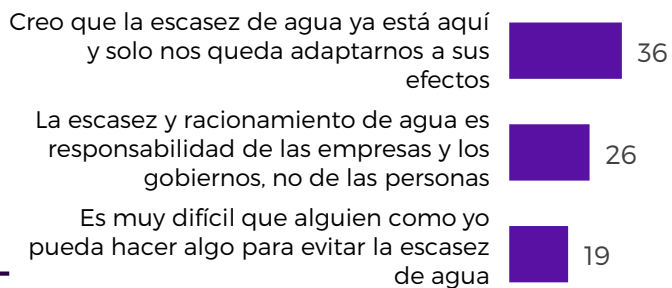 Creo que la escasez de agua ya está aquí
y solo nos queda adaptarnos a sus
efectos
36
La escasez y racionamiento de agua es
responsabilidad de las empresas y los
gobiernos, no de las personas
26
Es muy difícil que alguien como yo
pueda hacer algo para evitar la escasez
de agua
19